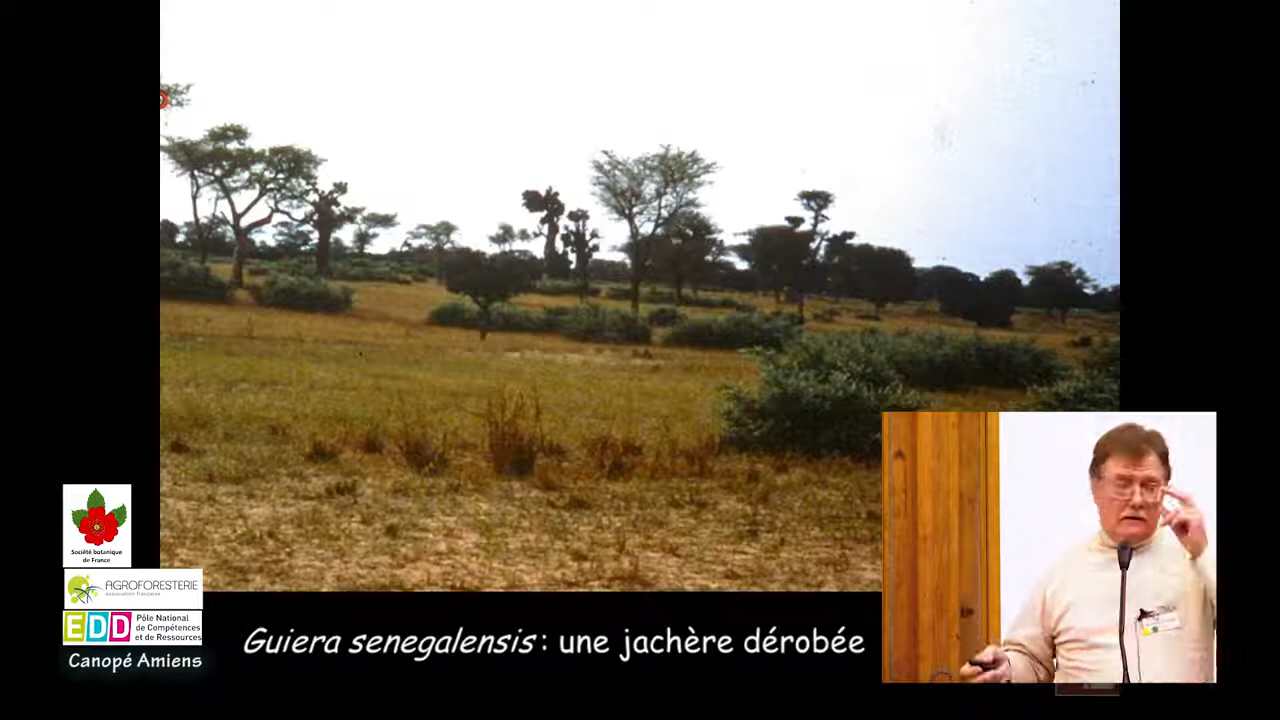 Société botanique
de France
AGROFORESTERIE
association française
EDD
Pôle National
de Compétences
et de Ressources
Canopé Amiens
Guiera senegalensis : une jachère dérobée